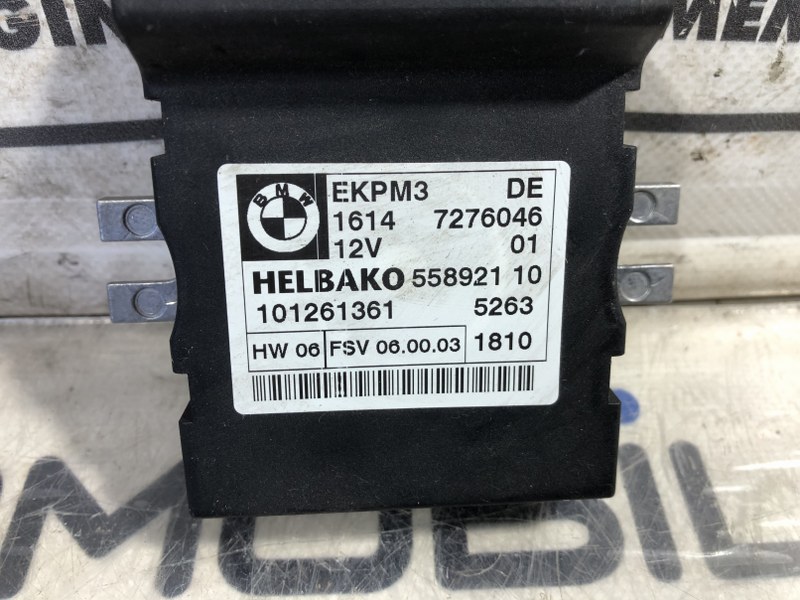 BMW
EKPM3 DE
1614 7276046
12V 01
HELBAKO 558921 10
101261361 5263
HW 06 FSV 06.00.03 1810
MOBIL